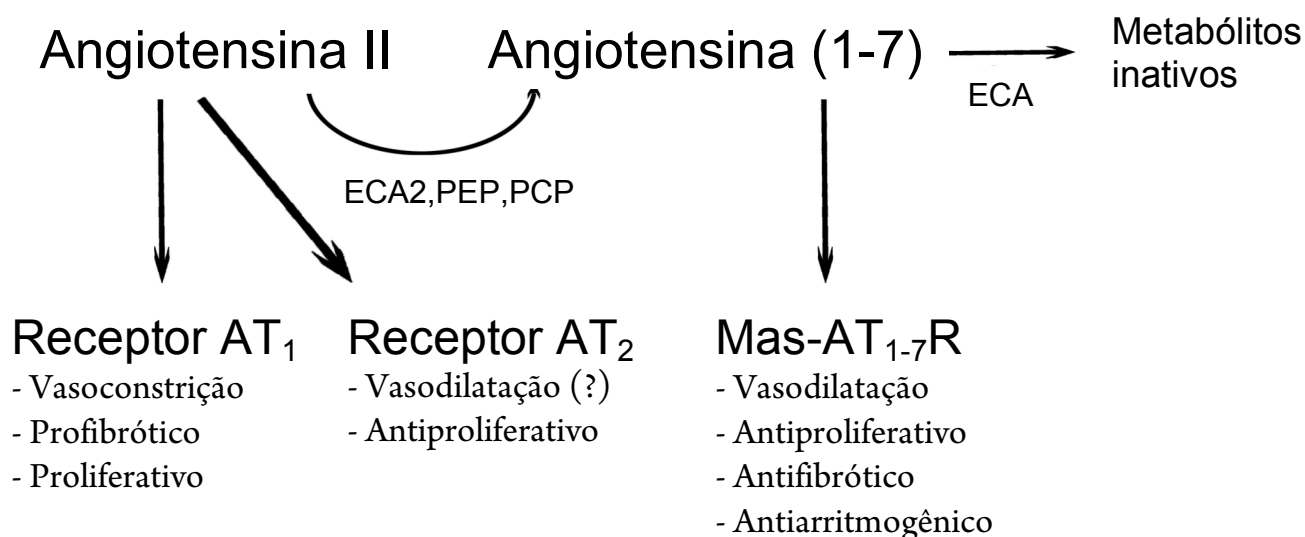 Angiotensina II
Angiotensina (1-7)
Metabólitos
inativos
ECA
ECA2,PEP,PCP
Receptor AT₁
- Vasoconstrição
- Profibrótico
- Proliferativo
Receptor AT₂
- Vasodilatação (?)
- Antiproliferativo
Mas-AT₁₋₇R
- Vasodilatação
- Antiproliferativo
- Antifibrótico
- Antiarritmogênico